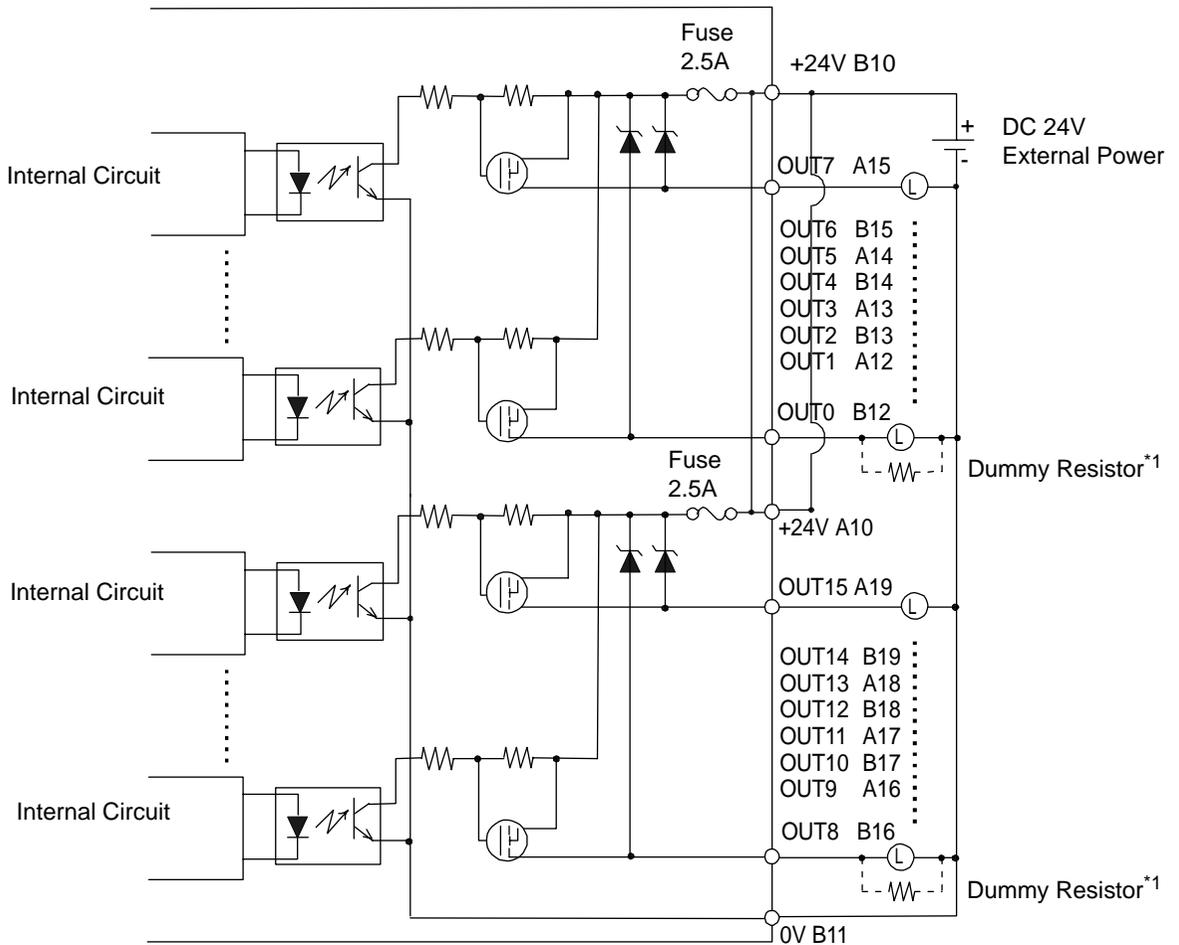 Fuse
2.5A
+24V B10
+
-
DC 24V
External Power
Internal Circuit
OUT7 A15
L
OUT6 B15
OUT5 A14
OUT4 B14
OUT3 A13
OUT2 B13
OUT1 A12
Internal Circuit
OUT0 B12
L
Dummy Resistor*1
Fuse
2.5A
+24V A10
Internal Circuit
OUT15 A19
L
OUT14 B19
OUT13 A18
OUT12 B18
OUT11 A17
OUT10 B17
OUT9 A16
Internal Circuit
OUT8 B16
L
Dummy Resistor*1
0V B11